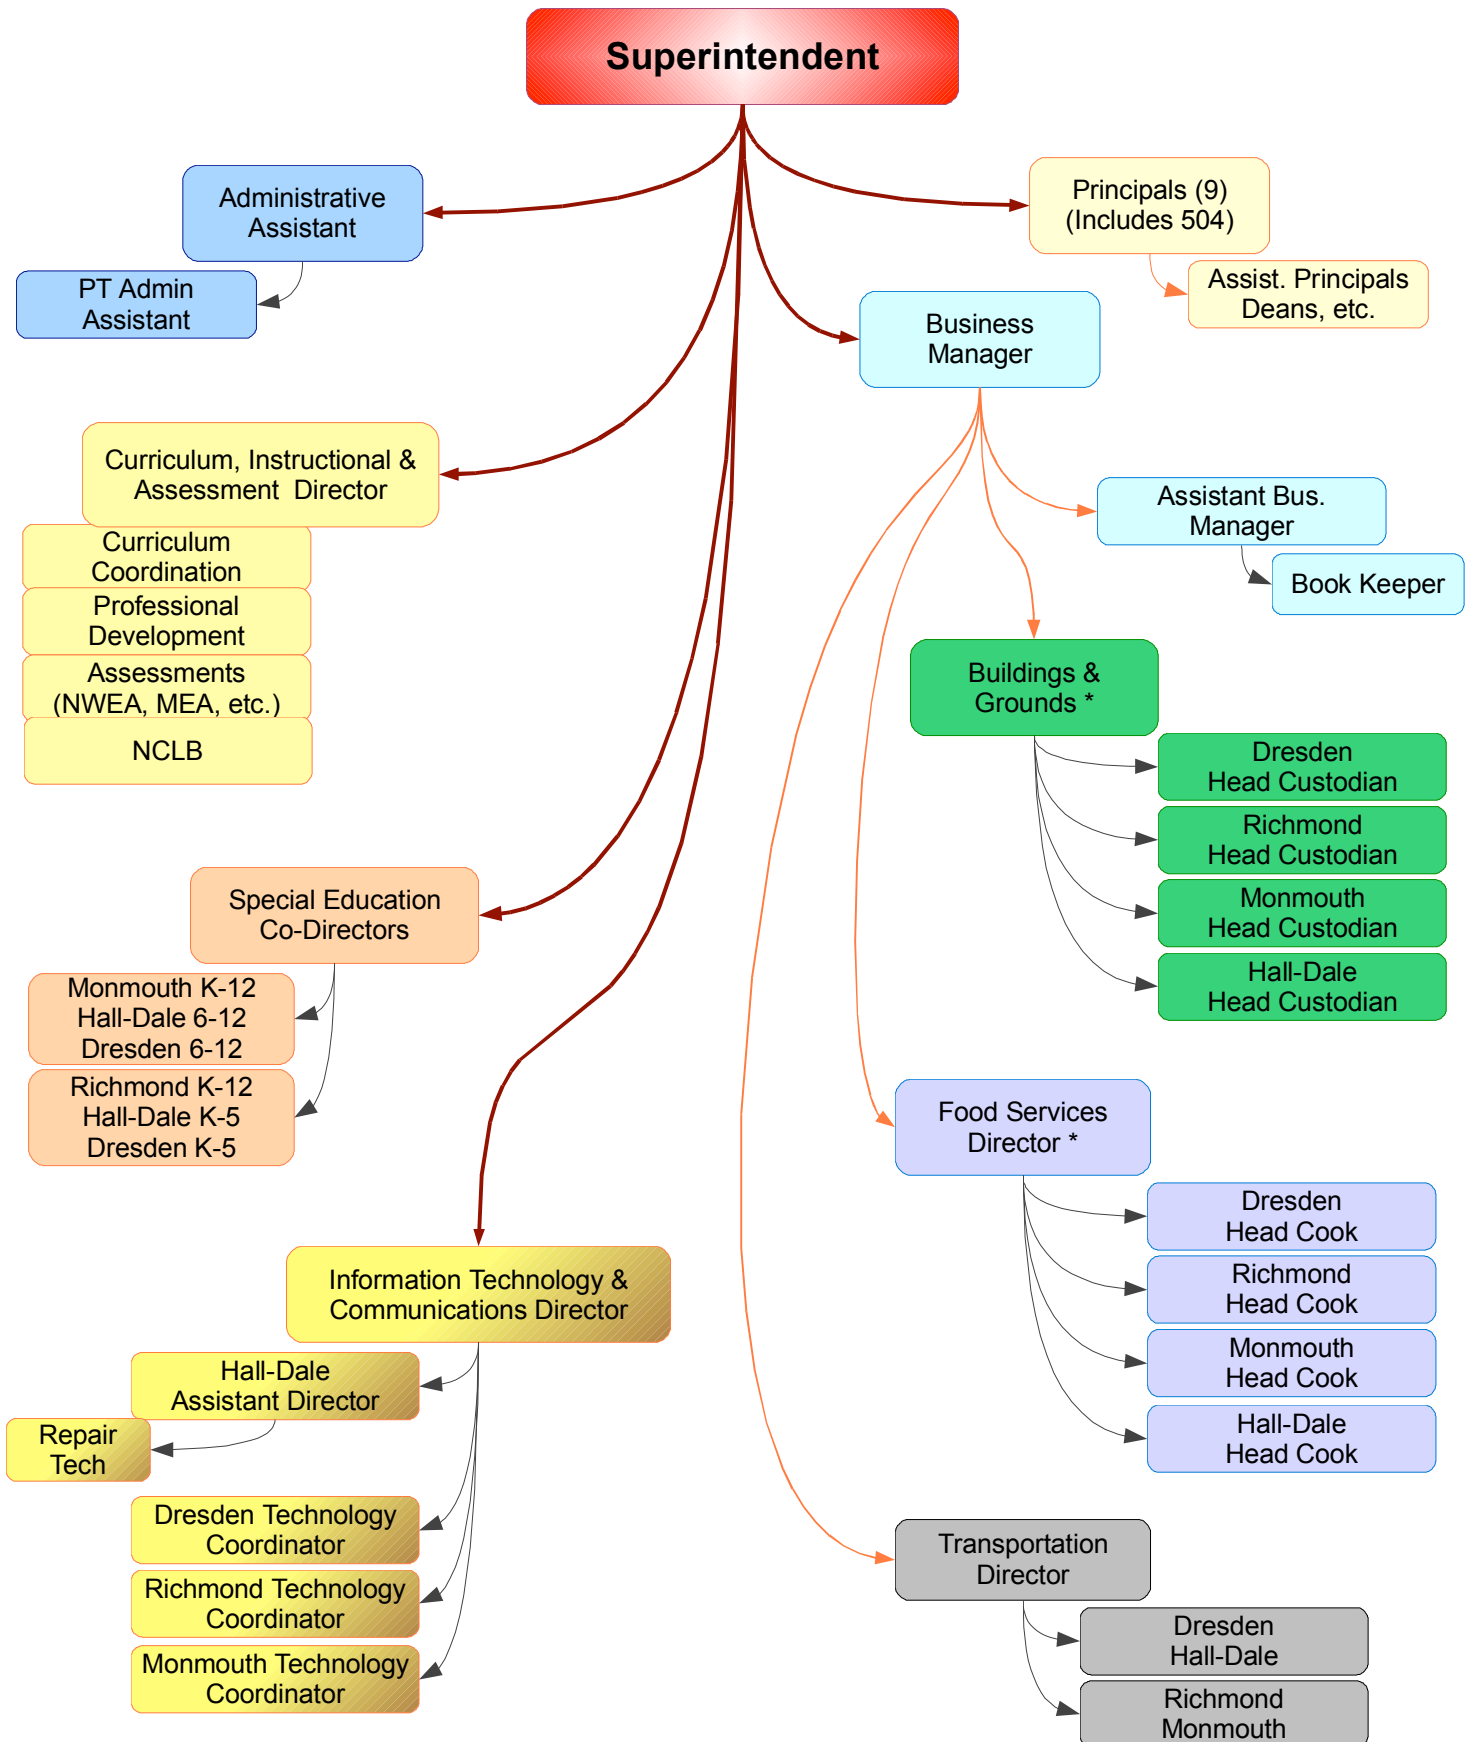 Superintendent
Administrative
Assistant
PT Admin
Assistant
Principals (9)
(Includes 504)
Assist. Principals
Deans, etc.
Business
Manager
Curriculum, Instructional &
Assessment  Director
Curriculum
Coordination
Professional
Development
Assessments
(NWEA, MEA, etc.)
NCLB
Assistant Bus.
Manager
Book Keeper
Buildings &
Grounds *
Dresden
Head Custodian
Richmond
Head Custodian
Monmouth
Head Custodian
Hall-Dale
Head Custodian
Special Education
Co-Directors
Monmouth K-12
Hall-Dale 6-12
Dresden 6-12
Richmond K-12
Hall-Dale K-5
Dresden K-5
Food Services
Director *
Dresden
Head Cook
Richmond
Head Cook
Monmouth
Head Cook
Hall-Dale
Head Cook
Information Technology &
Communications Director
Hall-Dale
Assistant Director
Repair
Tech
Dresden Technology
Coordinator
Richmond Technology
Coordinator
Monmouth Technology
Coordinator
Transportation
Director
Dresden
Hall-Dale
Richmond
Monmouth